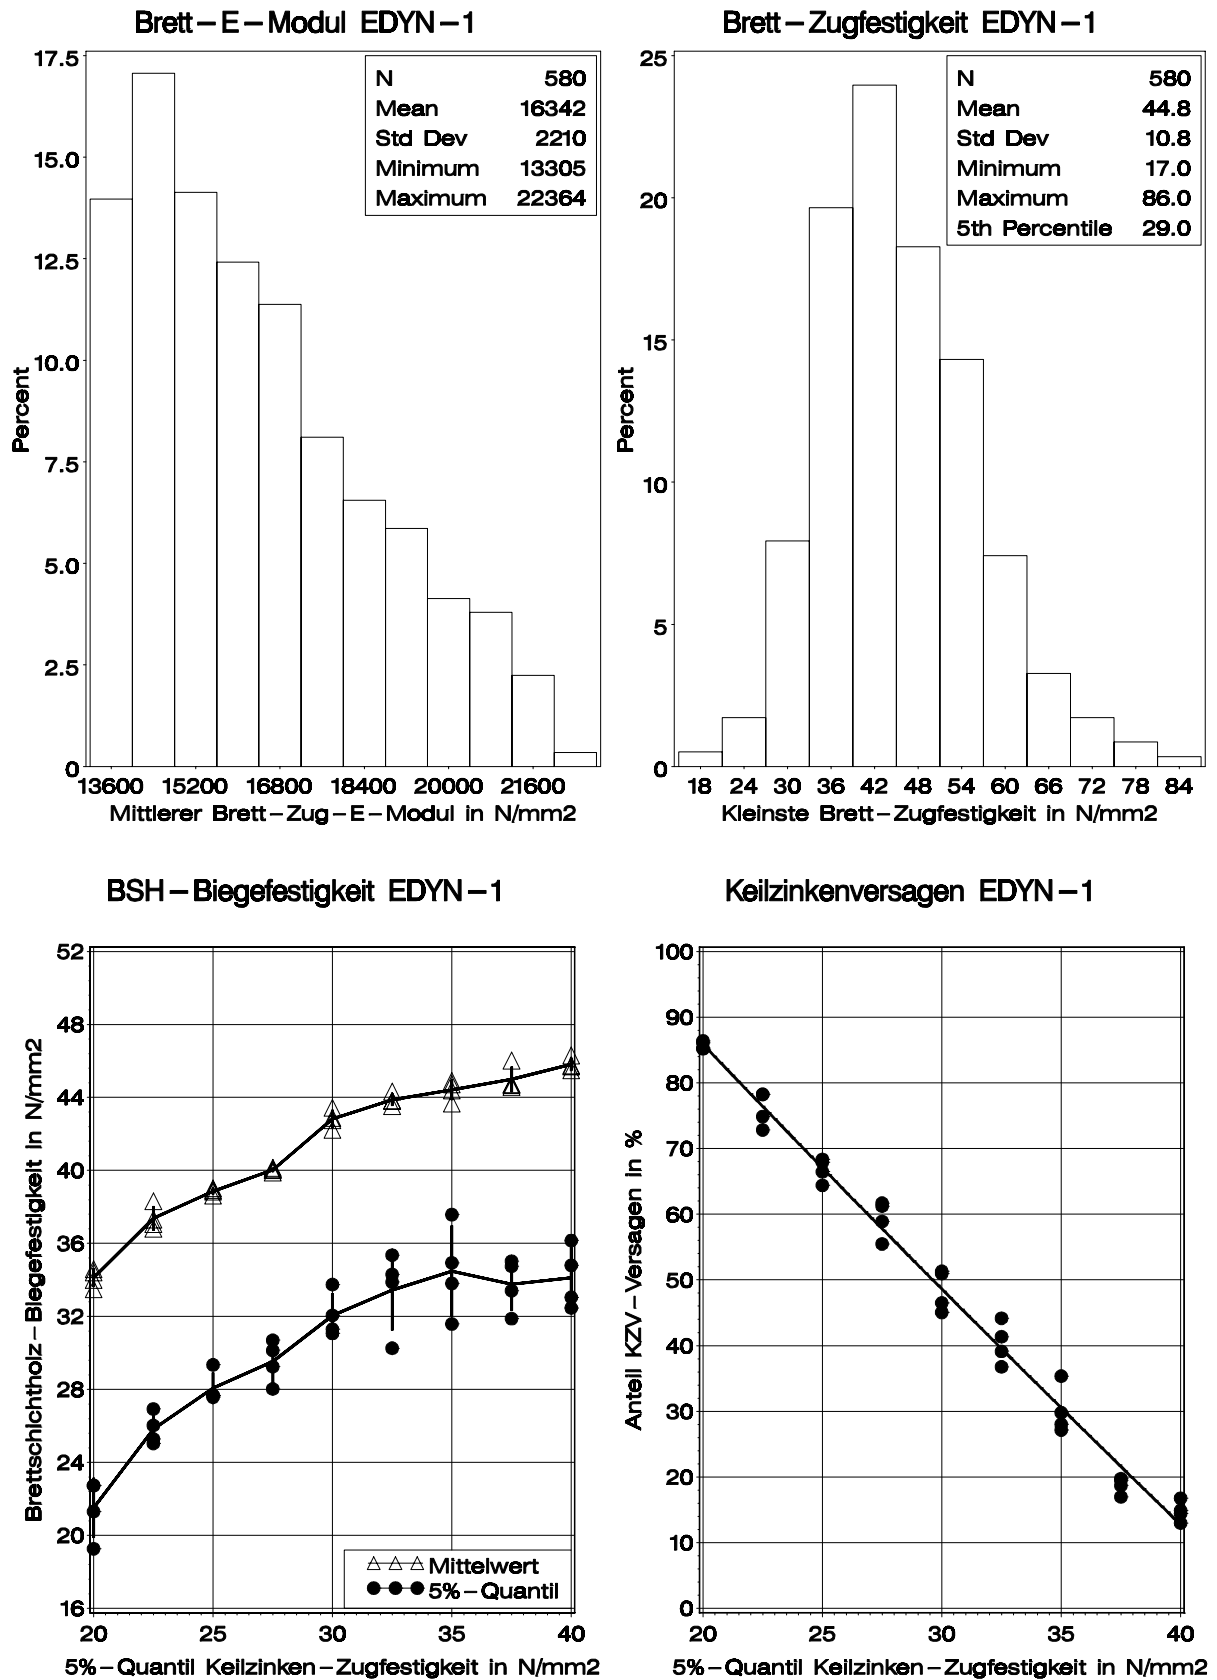 Brett-E-Modul EDYN-1
17.5
15.0
12.5
10.0
7.5
5.0
2.5
0
Percent
N 580
Mean 16342
Std Dev 2210
Minimum 13305
Maximum 22364
13600 15200 16800 18400 20000 21600
Mittlerer Brett-Zug-E-Modul in N/mm2
Brett-Zugfestigkeit EDYN-1
25
20
15
10
5
0
Percent
N 580
Mean 44.8
Std Dev 10.8
Minimum 17.0
Maximum 86.0
5th Percentile 29.0
18 24 30 36 42 48 54 60 66 72 78 84
Kleinste Brett-Zugfestigkeit in N/mm2
BSH-Biegefestigkeit EDYN-1
52
48
44
40
36
32
28
24
20
16
Brettschichtholz-Biegefestigkeit in N/mm2
Mittelwert
5%-Quantil
20 25 30 35 40
5%-Quantil Keilzinken-Zugfestigkeit in N/mm2
Keilzinkenversagen EDYN-1
100
90
80
70
60
50
40
30
20
10
0
Anteil KZV-Versagen in %
20 25 30 35 40
5%-Quantil Keilzinken-Zugfestigkeit in N/mm2